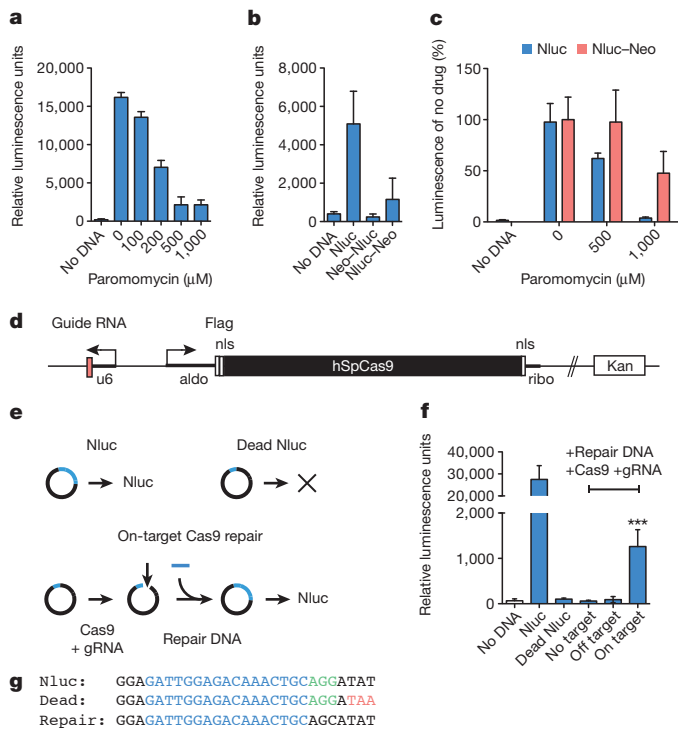 a
Relative luminescence units
20,000
15,000
10,000
5,000
0
No DNA
0
100
200
500
1,000
Paromomycin (μM)
b
Relative luminescence units
8,000
6,000
4,000
2,000
0
No DNA
Nluc
Neo–Nluc
Nluc–Neo
c
Nluc Nluc–Neo
Luminescence of no drug (%)
150
100
50
0
No DNA
0
500
1,000
Paromomycin (μM)
d
Guide RNA Flag
nls nls
u6 aldo hSpCas9 ribo Kan
e
Nluc Dead Nluc
Nluc
On-target Cas9 repair
Nluc
Cas9
+ gRNA
Repair DNA
f
Relative luminescence units
40,000
30,000
20,000
2,000
1,000
0
+Repair DNA
+Cas9 +gRNA
***
No DNA
Nluc
Dead Nluc
No target
Off target
On target
g
Nluc: GGAGATTGGAGACAAACTGCAGGATAT
Dead: GGAGATTGGAGACAAACTGCAGGATAA
Repair: GGAGATTGGAGACAAACTGCAGCATAT